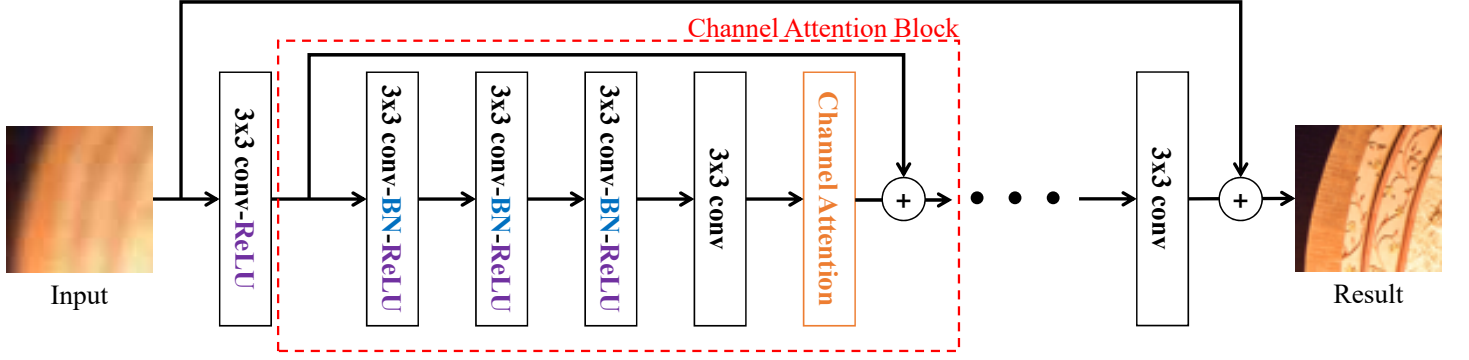 Channel Attention Block
3x3 conv-ReLU
3x3 conv-BN-ReLU
3x3 conv-BN-ReLU
3x3 conv-BN-ReLU
3x3 conv
Channel Attention
+
3x3 conv
+
Input
Result